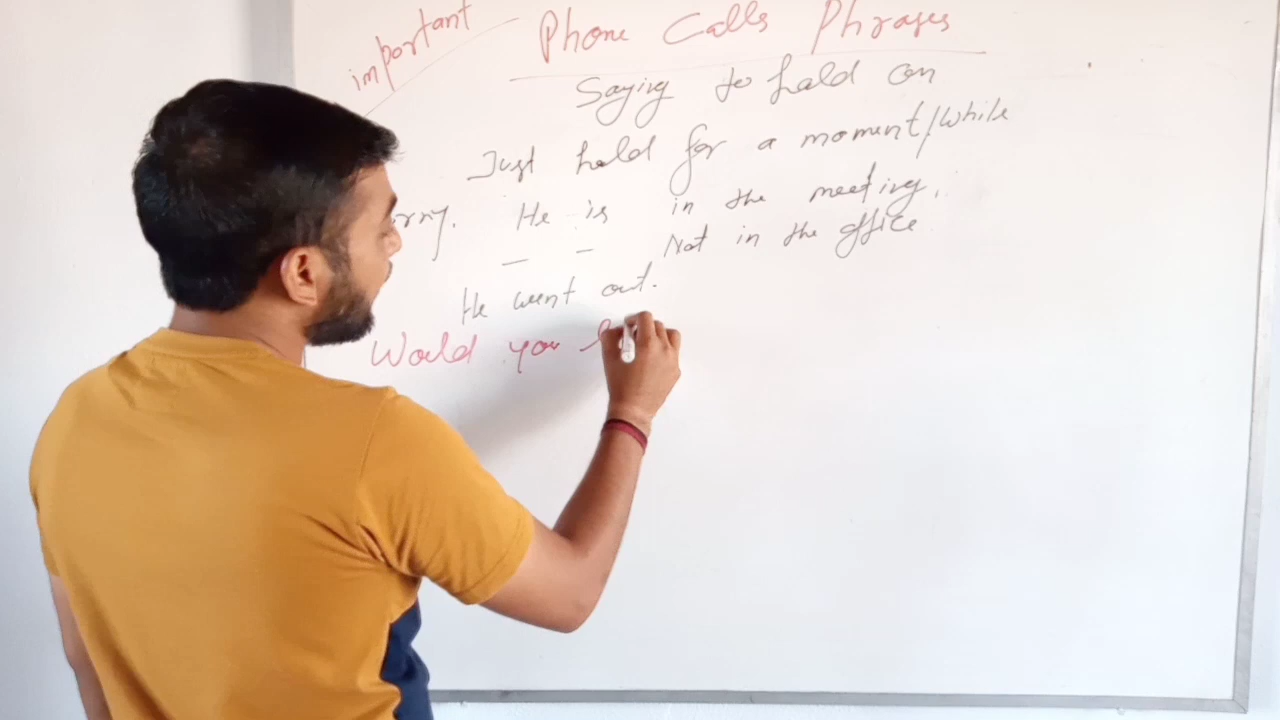 important
Phone Calls Phrases
Saying to hold on
Just hold for a moment/while
rry. He is in the meeting.
— — Not in the office
He went out.
Would you